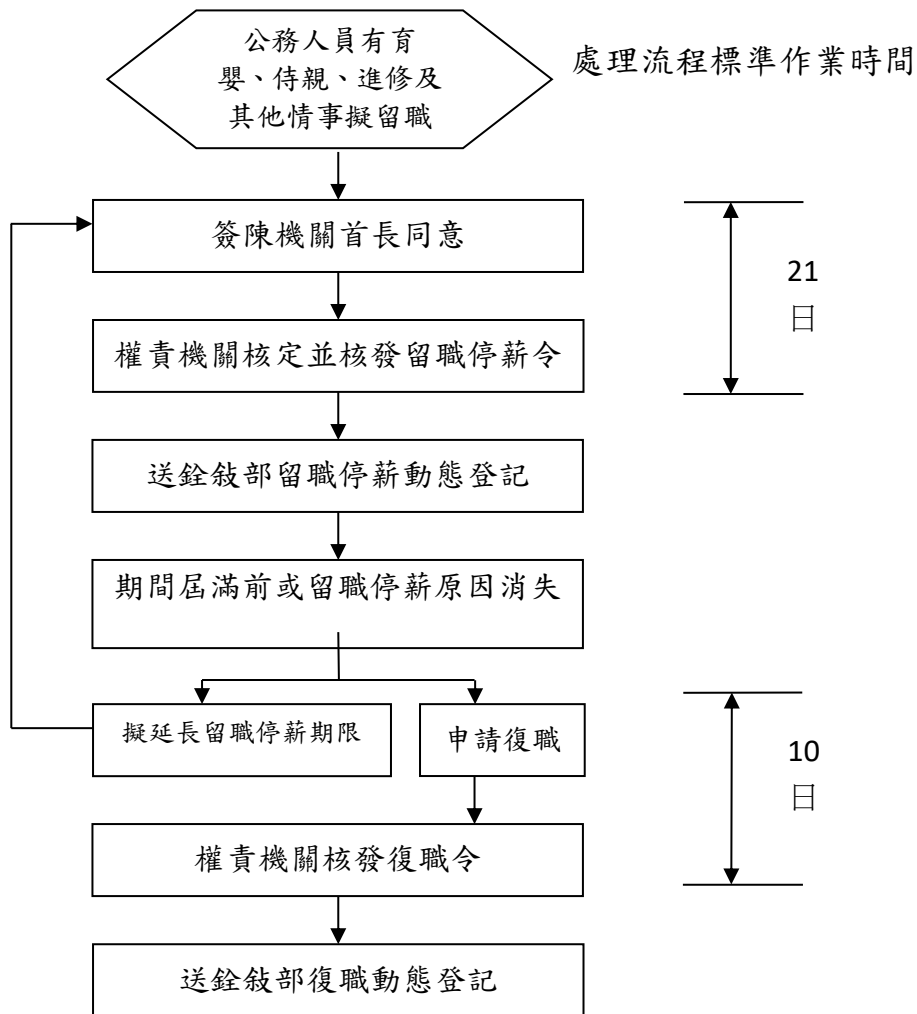 公務人員有育
嬰、侍親、進修及
其他情事擬留職
處理流程標準作業時間
簽陳機關首長同意
21
日
權責機關核定並核發留職停薪令
送銓敍部留職停薪動態登記
期間屆滿前或留職停薪原因消失
擬延長留職停薪期限
申請復職
10
日
權責機關核發復職令
送銓敍部復職動態登記